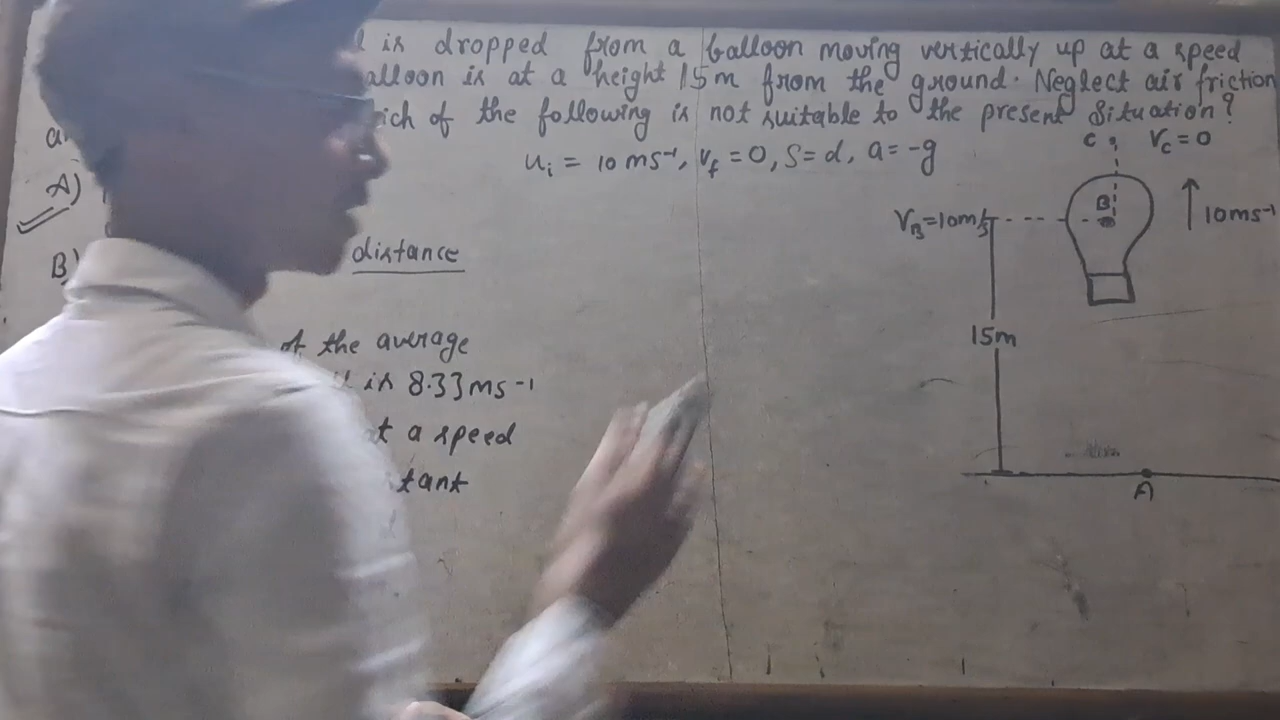 is dropped from a balloon moving vertically up at a speed
alloon is at a height 15m from the ground. Neglect air friction
ich of the following is not suitable to the present situation?
uᵢ = 10 ms⁻¹, v_f = 0, S = d, a = -g
A)
B)
distance
of the average
is 8.33 ms⁻¹
at a speed
tant
C V_C = 0
B
V_B = 10m/s
10ms⁻¹
15m
A